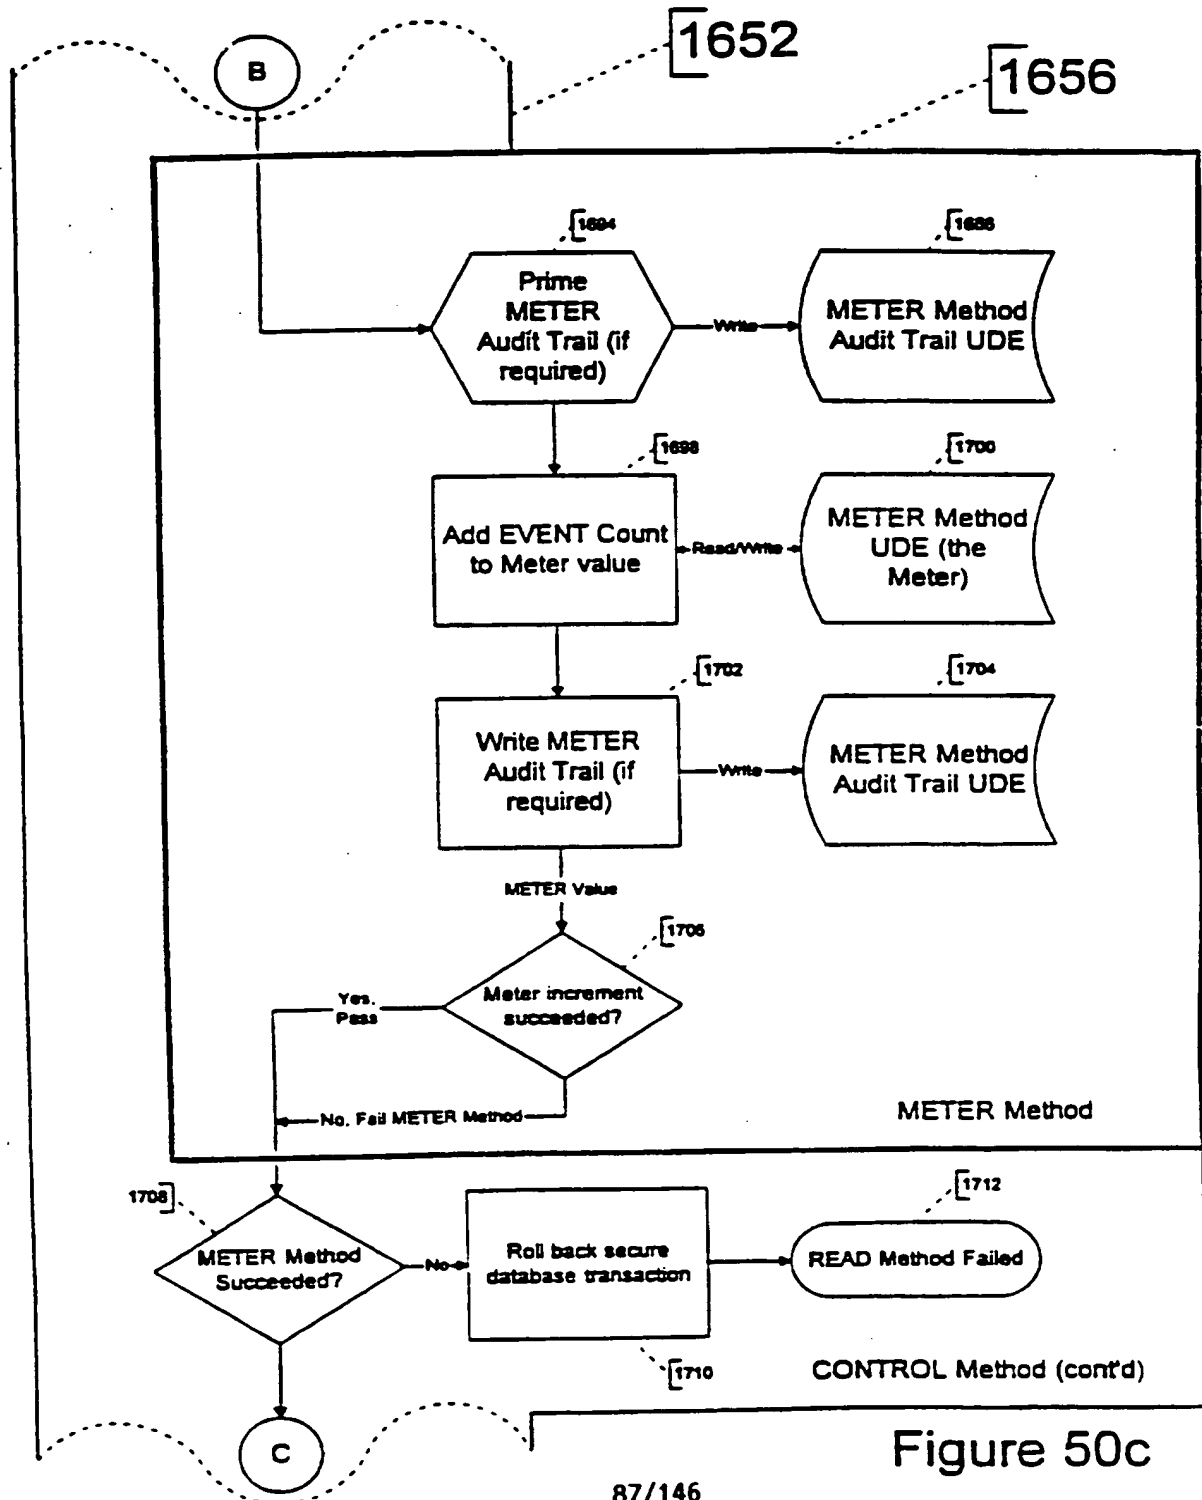 B
1652
1656
1694
Prime
METER
Audit Trail (if
required)
Write
1686
METER Method
Audit Trail UDE
1698
Add EVENT Count
to Meter value
Read/Write
1700
METER Method
UDE (the
Meter)
1702
Write METER
Audit Trail (if
required)
Write
1704
METER Method
Audit Trail UDE
METER Value
1706
Meter increment
succeeded?
Yes,
Pass
No, Fail METER Method
METER Method
1708
METER Method
Succeeded?
No
Roll back secure
database transaction
1710
1712
READ Method Failed
CONTROL Method (cont'd)
C
Figure 50c
87/146